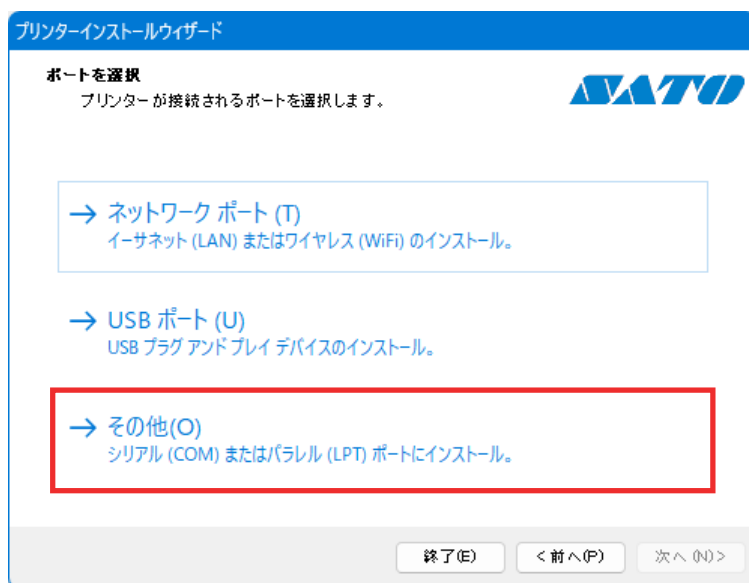 プリンターインストールウィザード
ポートを選択
プリンターが接続されるポートを選択します。
SATO
→ ネットワーク ポート (T)
イーサネット (LAN) またはワイヤレス (WiFi) のインストール。
→ USB ポート (U)
USB プラグ アンド プレイ デバイスのインストール。
→ その他(O)
シリアル (COM) またはパラレル (LPT) ポートにインストール。
終了(E)
<前へ(P)
次へ (N)>